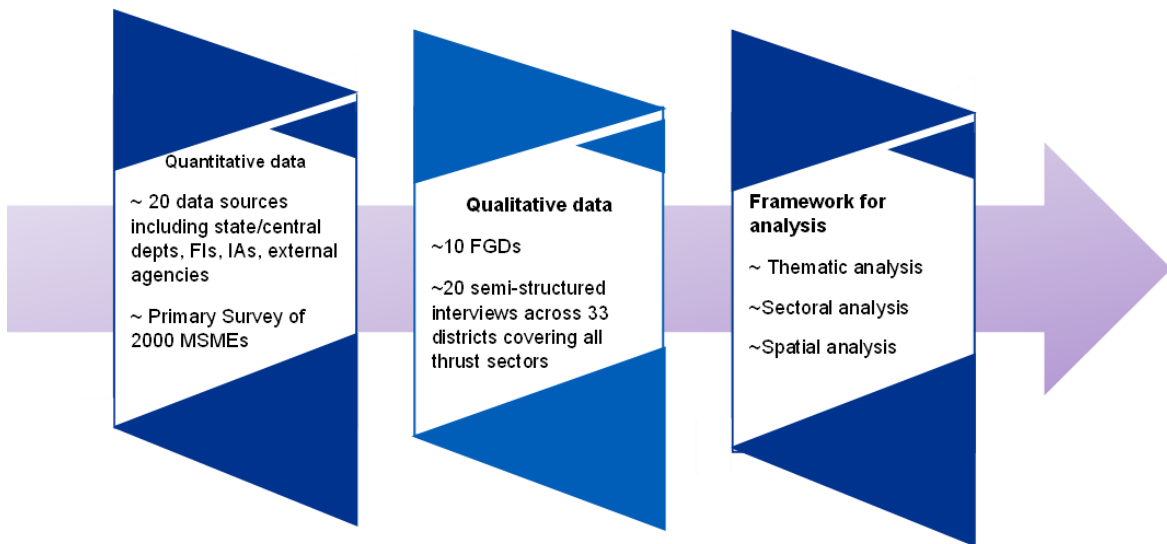 Quantitative data
~ 20 data sources
including state/central
depts, FIs, IAs, external
agencies
~ Primary Survey of
2000 MSMEs
Qualitative data
~10 FGDs
~20 semi-structured
interviews across 33
districts covering all
thrust sectors
Framework for
analysis
~ Thematic analysis
~Sectoral analysis
~Spatial analysis